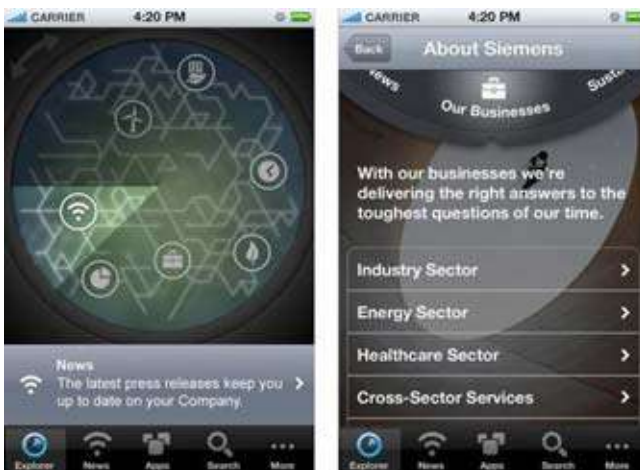 CARRIER 4:20 PM
News
The latest press releases keep you
up to date on your Company.
Explorer News Apps Search More
CARRIER 4:20 PM
Back About Siemens
News Our Businesses
With our businesses we're
delivering the right answers to the
toughest questions of our time.
Industry Sector
Energy Sector
Healthcare Sector
Cross-Sector Services
Explorer News Apps Search More